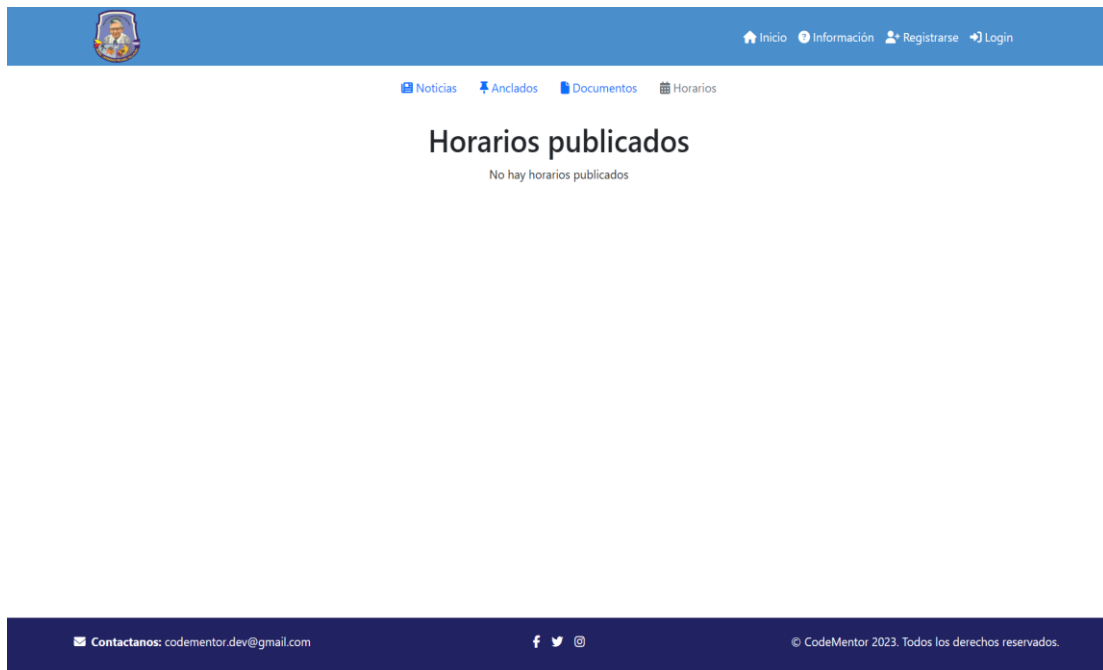 Inicio Información Registrarse Login
Noticias Anclados Documentos Horarios
Horarios publicados
No hay horarios publicados
Contactanos: codementor.dev@gmail.com
© CodeMentor 2023. Todos los derechos reservados.